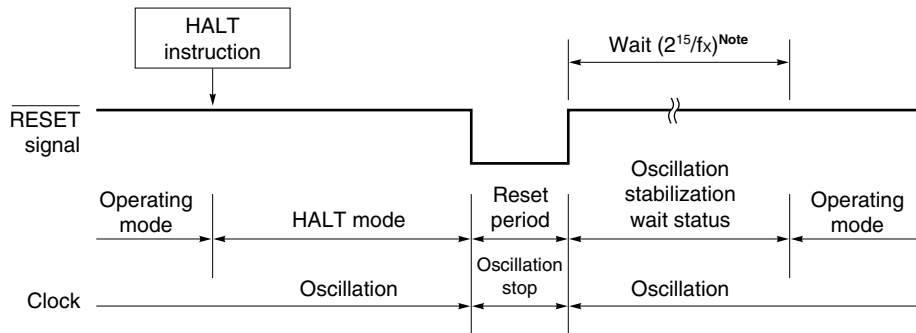 HALT
instruction
Wait (2¹⁵/fx)Note
RESET
signal
Operating
mode
HALT mode
Reset
period
Oscillation
stabilization
wait status
Operating
mode
Clock
Oscillation
Oscillation
stop
Oscillation